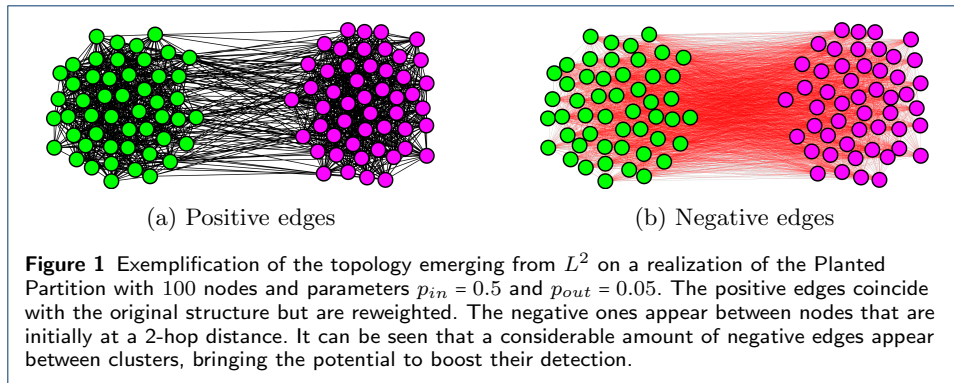 (a) Positive edges
(b) Negative edges
Figure 1 Exemplification of the topology emerging from L² on a realization of the Planted
Partition with 100 nodes and parameters p_in = 0.5 and p_out = 0.05. The positive edges coincide
with the original structure but are reweighted. The negative ones appear between nodes that are
initially at a 2-hop distance. It can be seen that a considerable amount of negative edges appear
between clusters, bringing the potential to boost their detection.